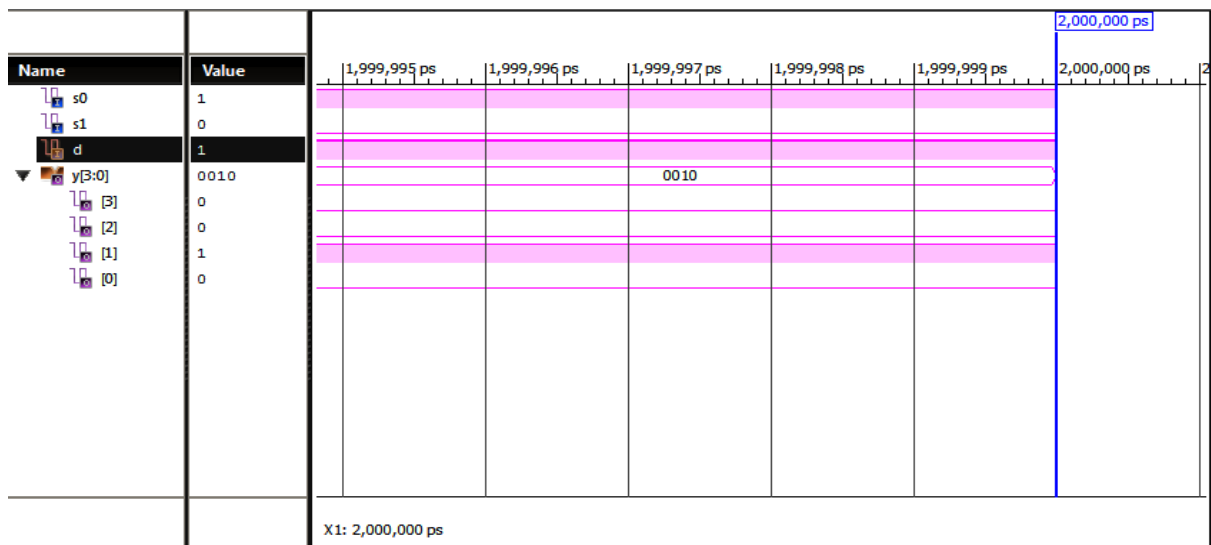 2,000,000 ps
Name Value 1,999,995 ps 1,999,996 ps 1,999,997 ps 1,999,998 ps 1,999,999 ps 2,000,000 ps 2
s0 1
s1 0
d 1
y[3:0] 0010 0010
[3] 0
[2] 0
[1] 1
[0] 0
X1: 2,000,000 ps